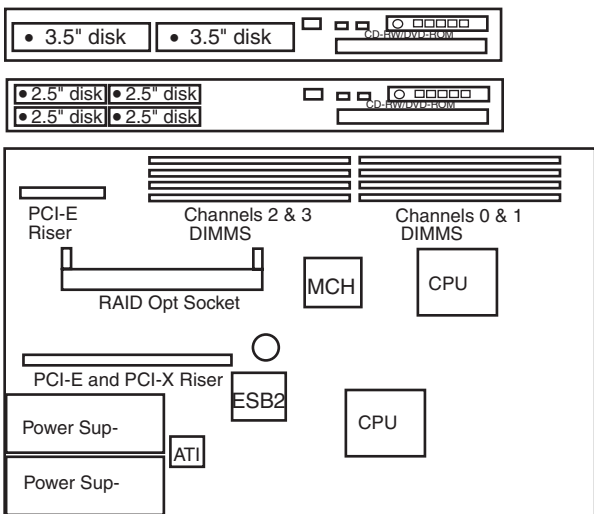 3.5" disk 3.5" disk
CD-RW/DVD-ROM
2.5" disk 2.5" disk
2.5" disk 2.5" disk
CD-RW/DVD-ROM
PCI-E
Riser
Channels 2 & 3
DIMMS
Channels 0 & 1
DIMMS
RAID Opt Socket
MCH
CPU
PCI-E and PCI-X Riser
ESB2
CPU
Power Sup-
ATI
Power Sup-